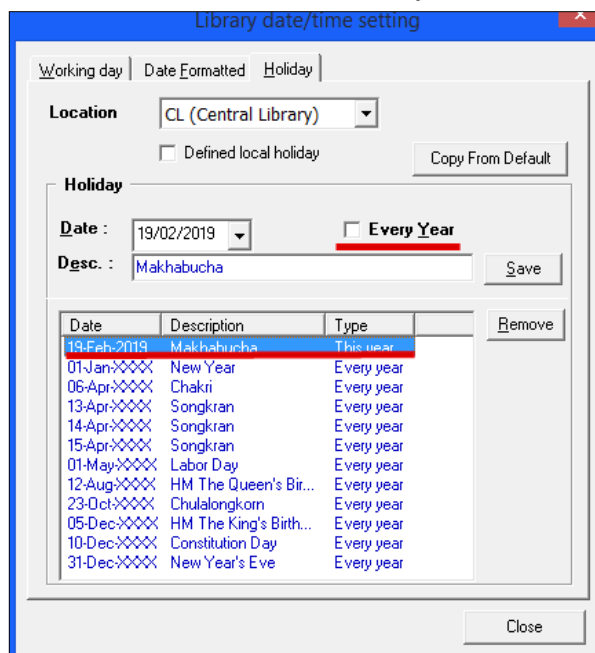 Library date/time setting
Working day Date Formatted Holiday
Location CL (Central Library)
Defined local holiday Copy From Default
Holiday
Date : 19/02/2019 Every Year
Desc. : Makhabucha Save
Date Description Type Remove
19-Feb-2019 Makhabucha This year
01-Jan-XXXX New Year Every year
06-Apr-XXXX Chakri Every year
13-Apr-XXXX Songkran Every year
14-Apr-XXXX Songkran Every year
15-Apr-XXXX Songkran Every year
01-May-XXXX Labor Day Every year
12-Aug-XXXX HM The Queen's Bir... Every year
23-Oct-XXXX Chulalongkorn Every year
05-Dec-XXXX HM The King's Birth... Every year
10-Dec-XXXX Constitution Day Every year
31-Dec-XXXX New Year's Eve Every year
Close